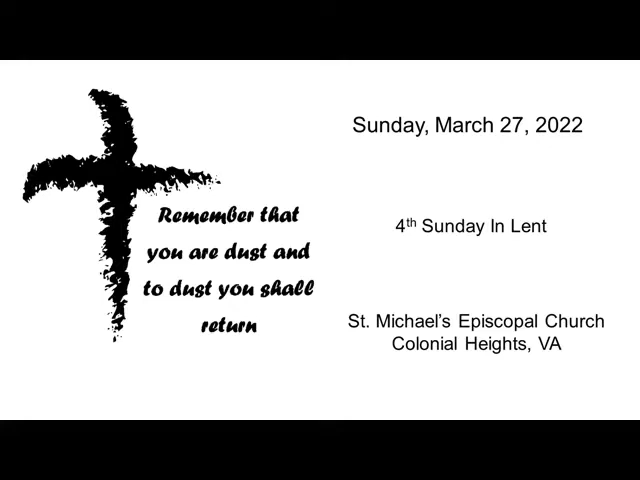 Remember that
you are dust and
to dust you shall
return
Sunday, March 27, 2022
4th Sunday In Lent
St. Michael’s Episcopal Church
Colonial Heights, VA